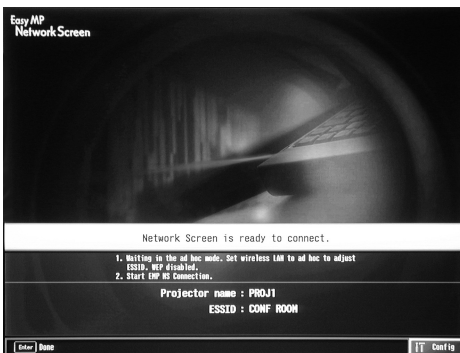 Easy MP
Network Screen
Network Screen is ready to connect.
1. Waiting in the ad hoc mode. Set wireless LAN to ad hoc to adjust
ESSID. WEP disabled.
2. Start EMP NS Connection.
Projector name : PROJ1
ESSID : CONF ROOM
Enter Done
Config